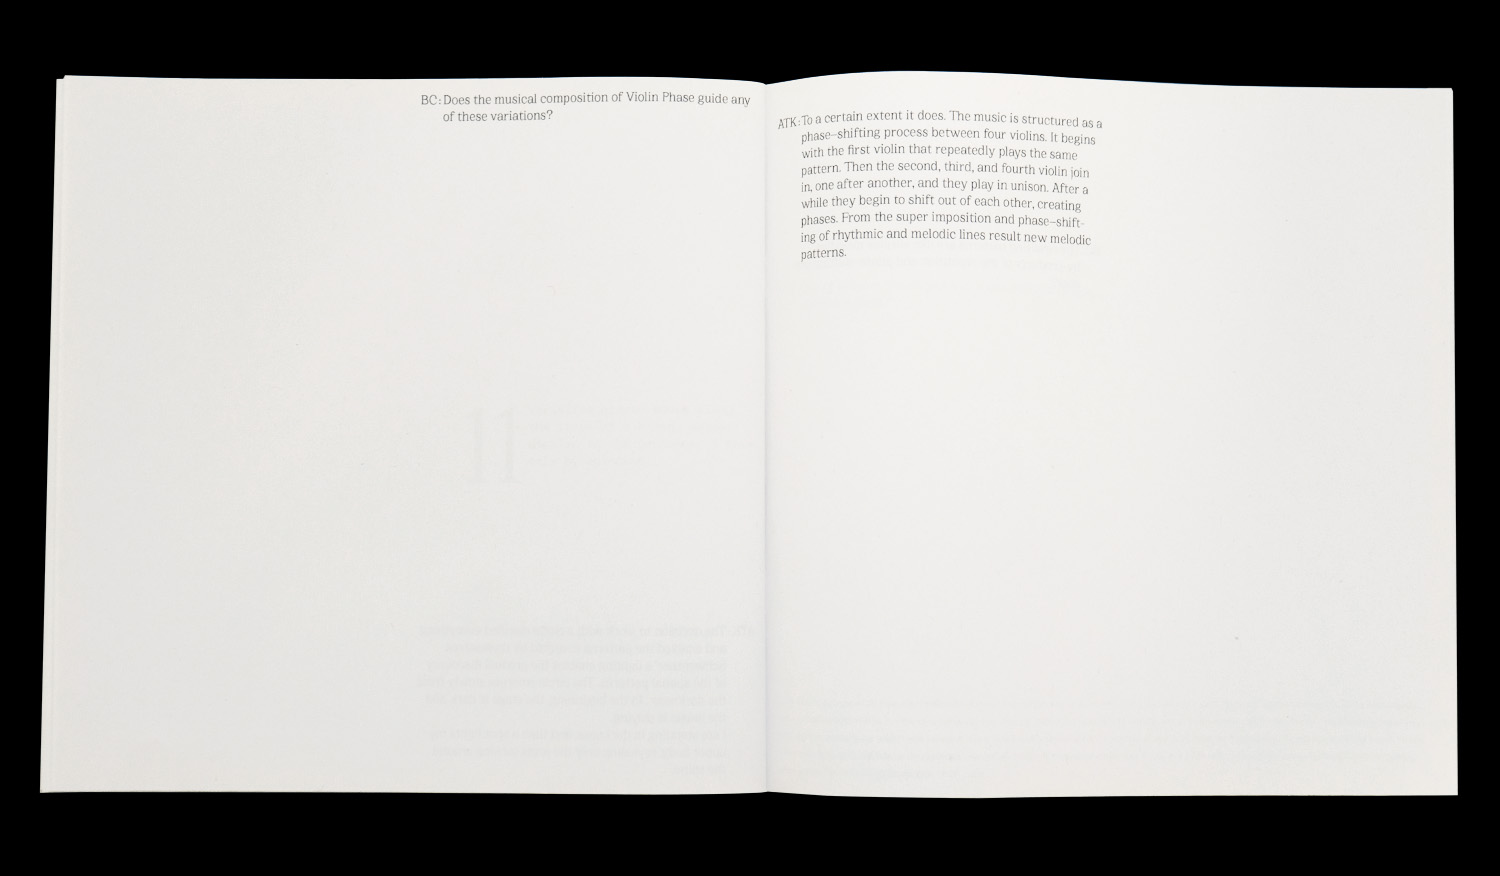 BC: Does the musical composition of Violin Phase guide any
of these variations?
ATK: To a certain extent it does. The music is structured as a
phase–shifting process between four violins. It begins
with the first violin that repeatedly plays the same
pattern. Then the second, third, and fourth violin join
in, one after another, and they play in unison. After a
while they begin to shift out of each other, creating
phases. From the super imposition and phase–shift-
ing of rhythmic and melodic lines result new melodic
patterns.